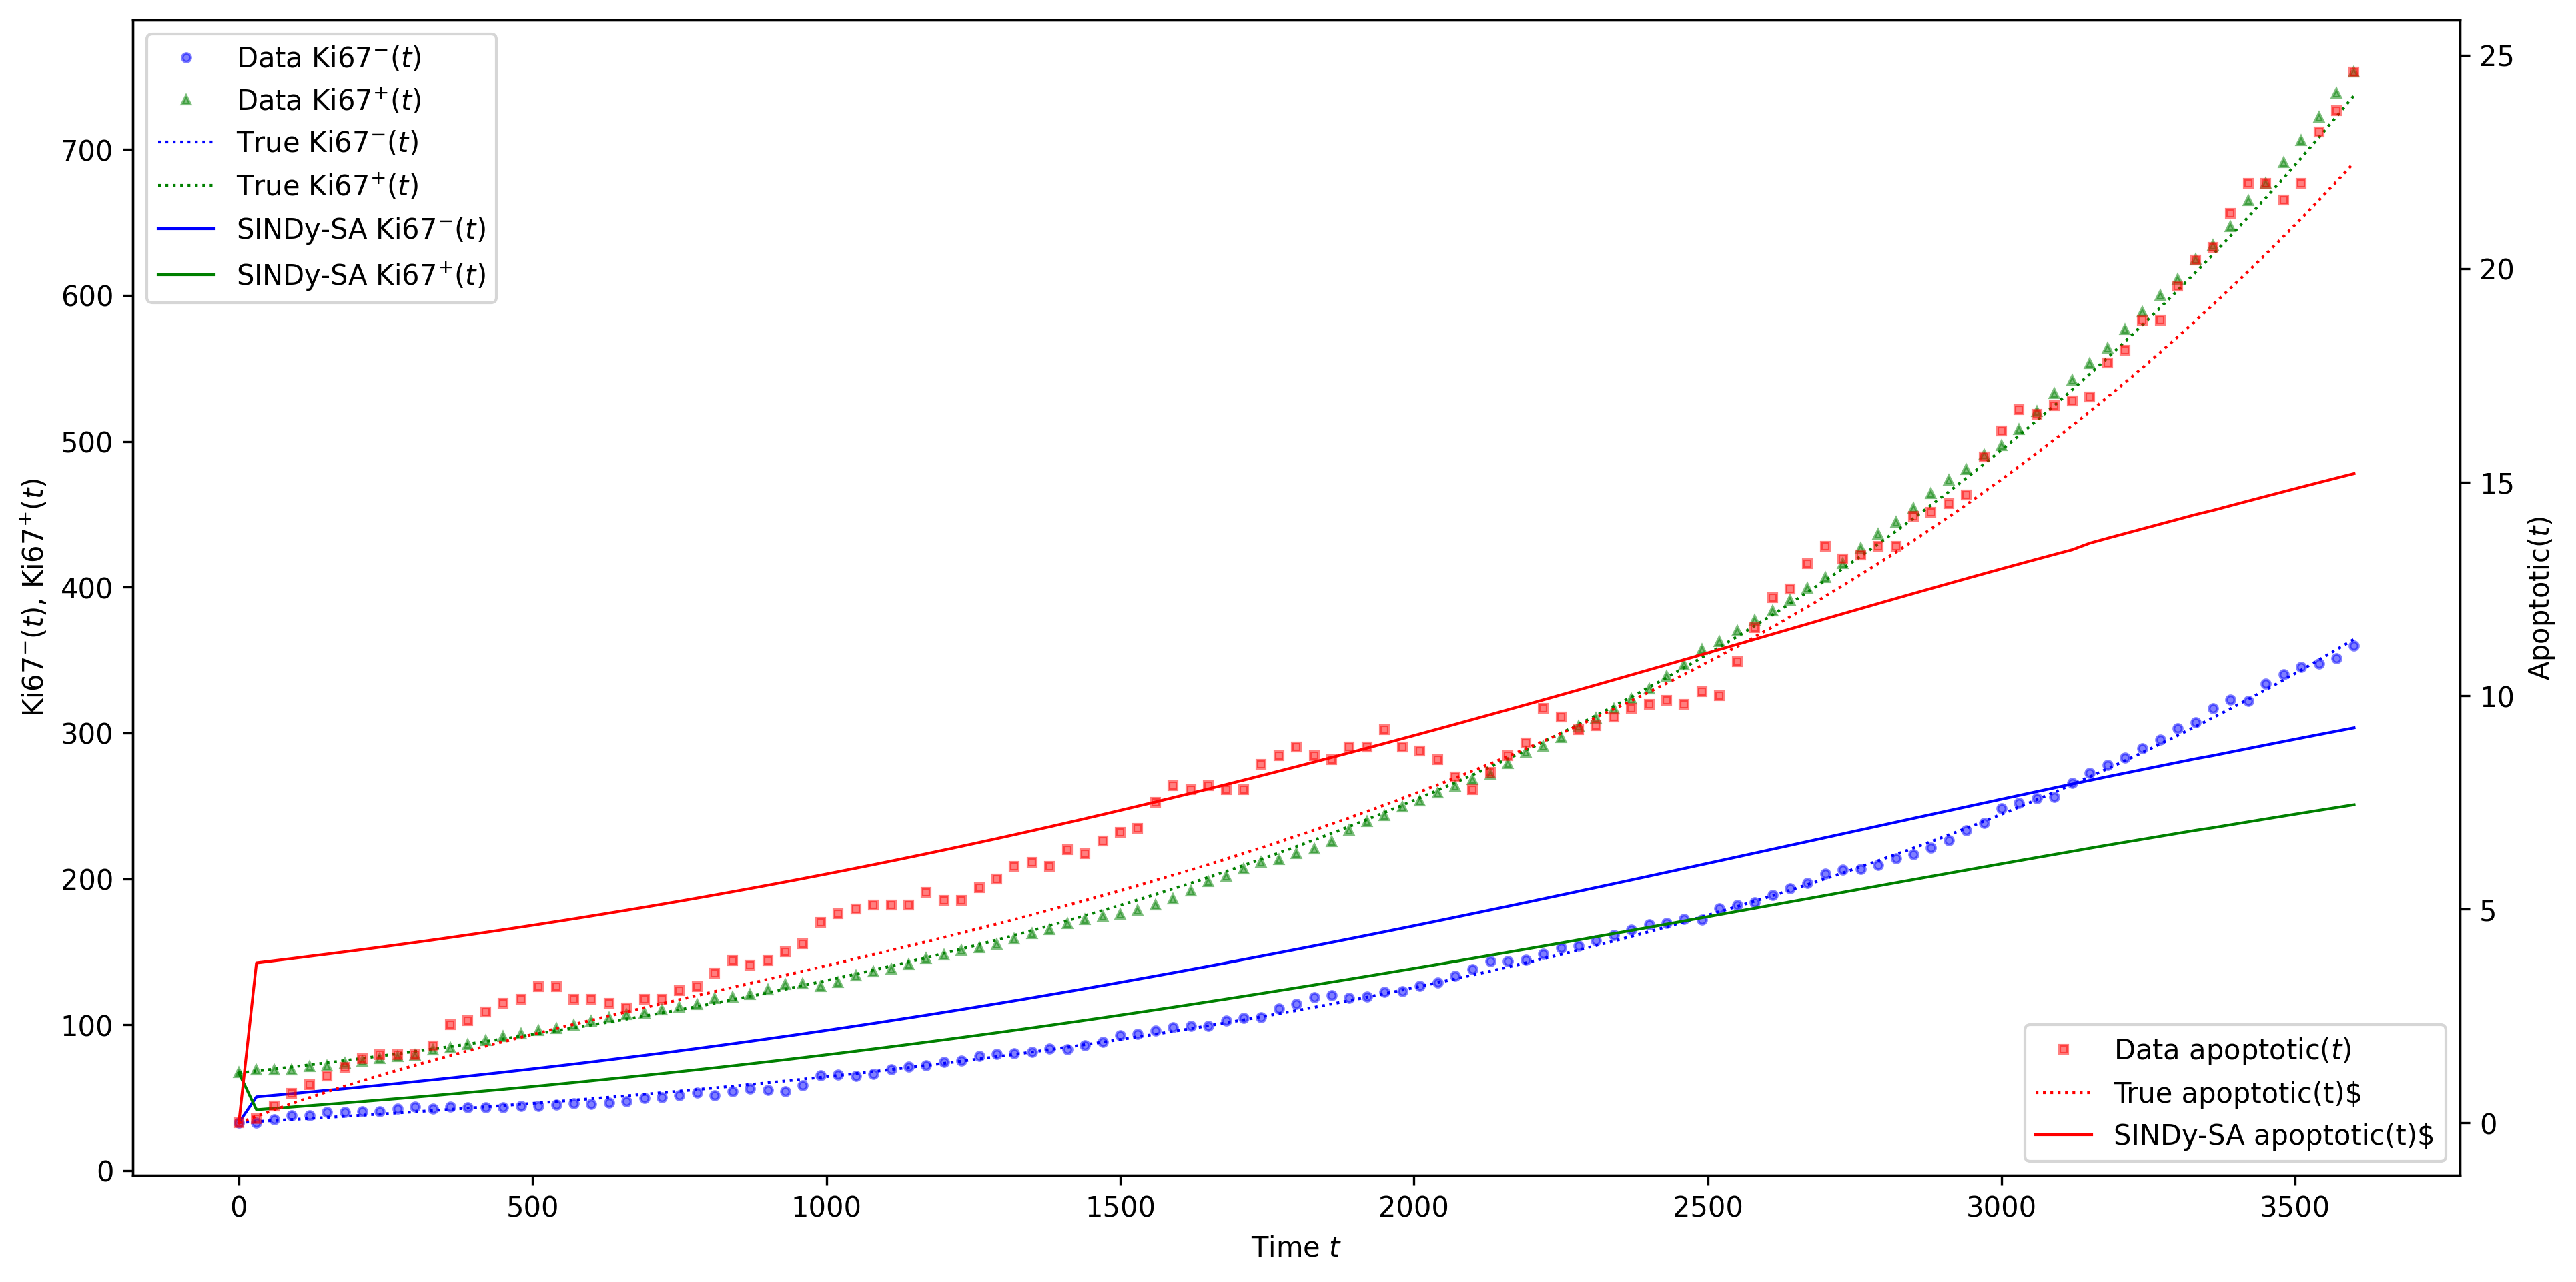 Data Ki67⁻(t)
Data Ki67⁺(t)
True Ki67⁻(t)
True Ki67⁺(t)
SINDy-SA Ki67⁻(t)
SINDy-SA Ki67⁺(t)
Ki67⁻(t), Ki67⁺(t)
700
600
500
400
300
200
100
0
0
500
1000
1500
2000
2500
3000
3500
Time t
25
20
15
10
5
0
Apoptotic(t)
Data apoptotic(t)
True apoptotic(t)$
SINDy-SA apoptotic(t)$